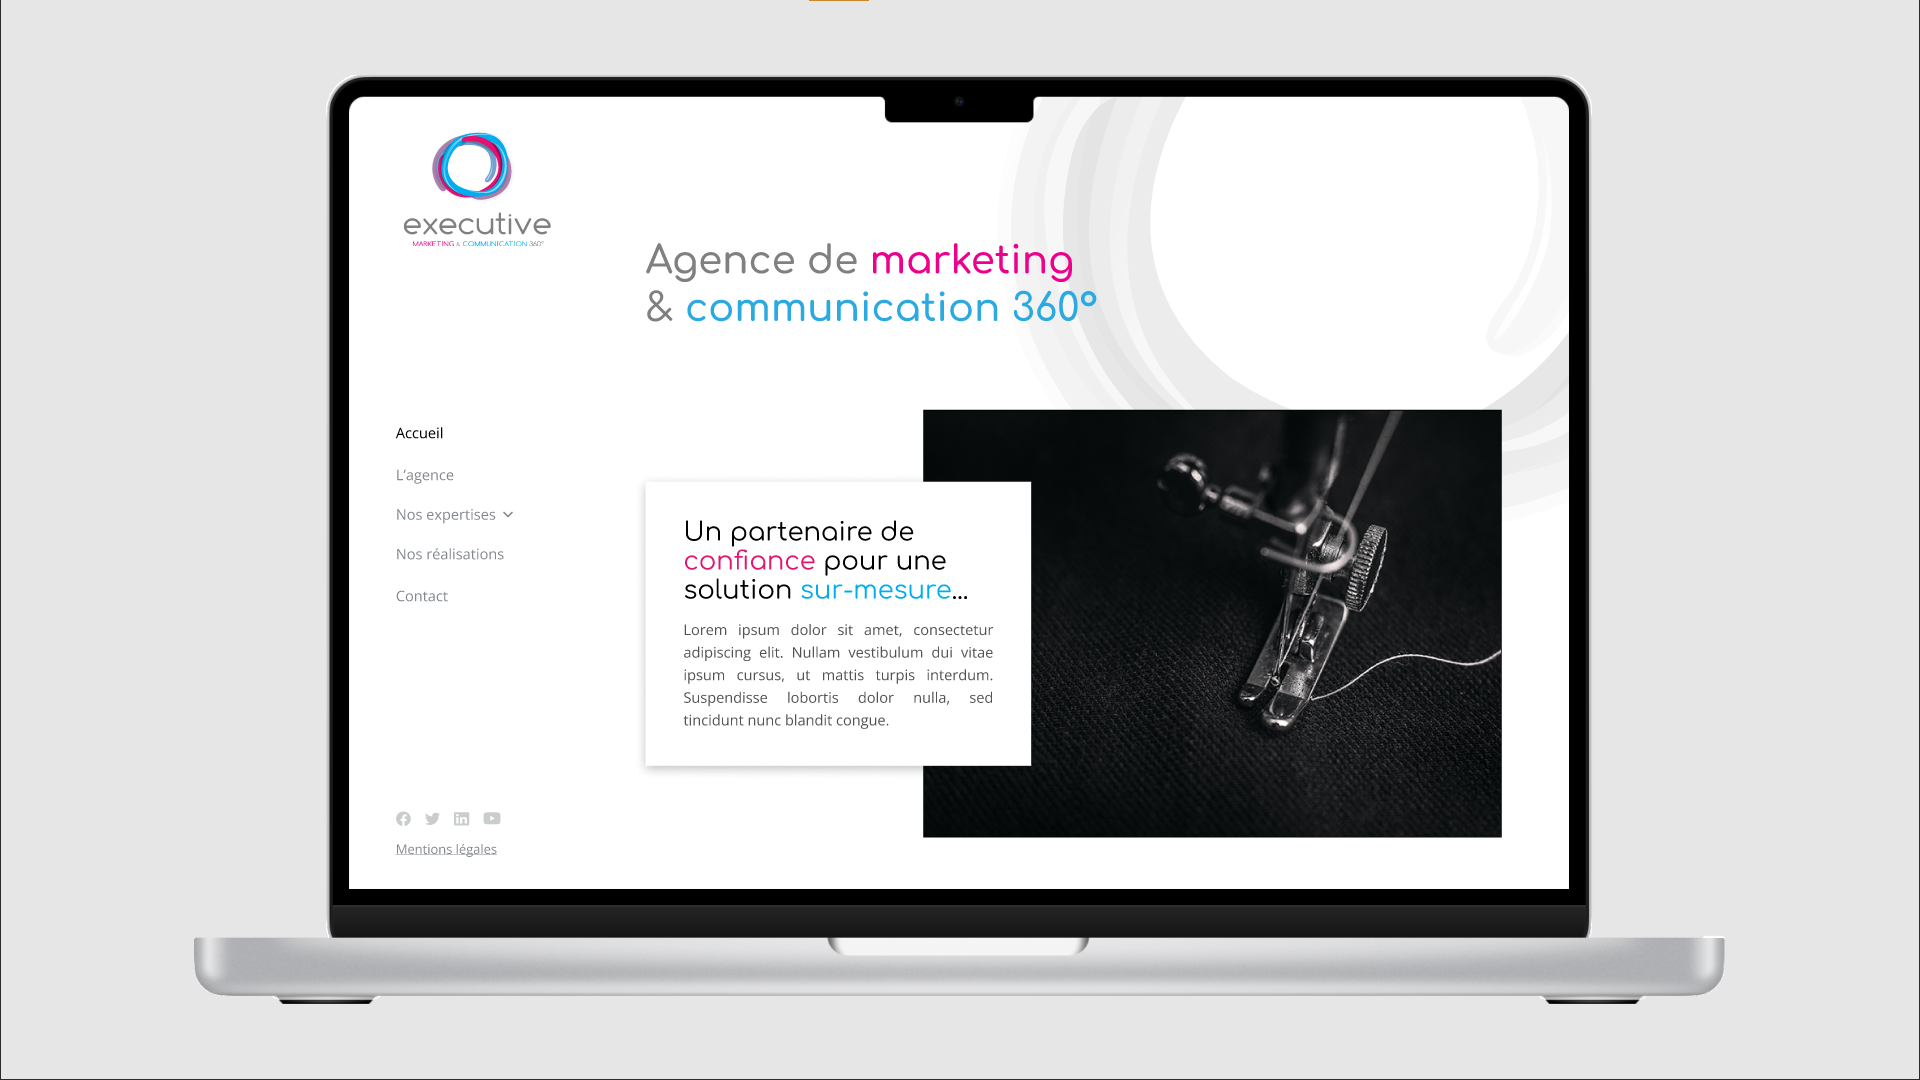 executive
MARKETING & COMMUNICATION 360°
Agence de marketing
& communication 360°
Accueil
L'agence
Nos expertises
Nos réalisations
Contact
Un partenaire de
confiance pour une
solution sur-mesure...
Lorem ipsum dolor sit amet, consectetur
adipiscing elit. Nullam vestibulum dui vitae
ipsum cursus, ut mattis turpis interdum.
Suspendisse lobortis dolor nulla, sed
tincidunt nunc blandit congue.
Mentions légales